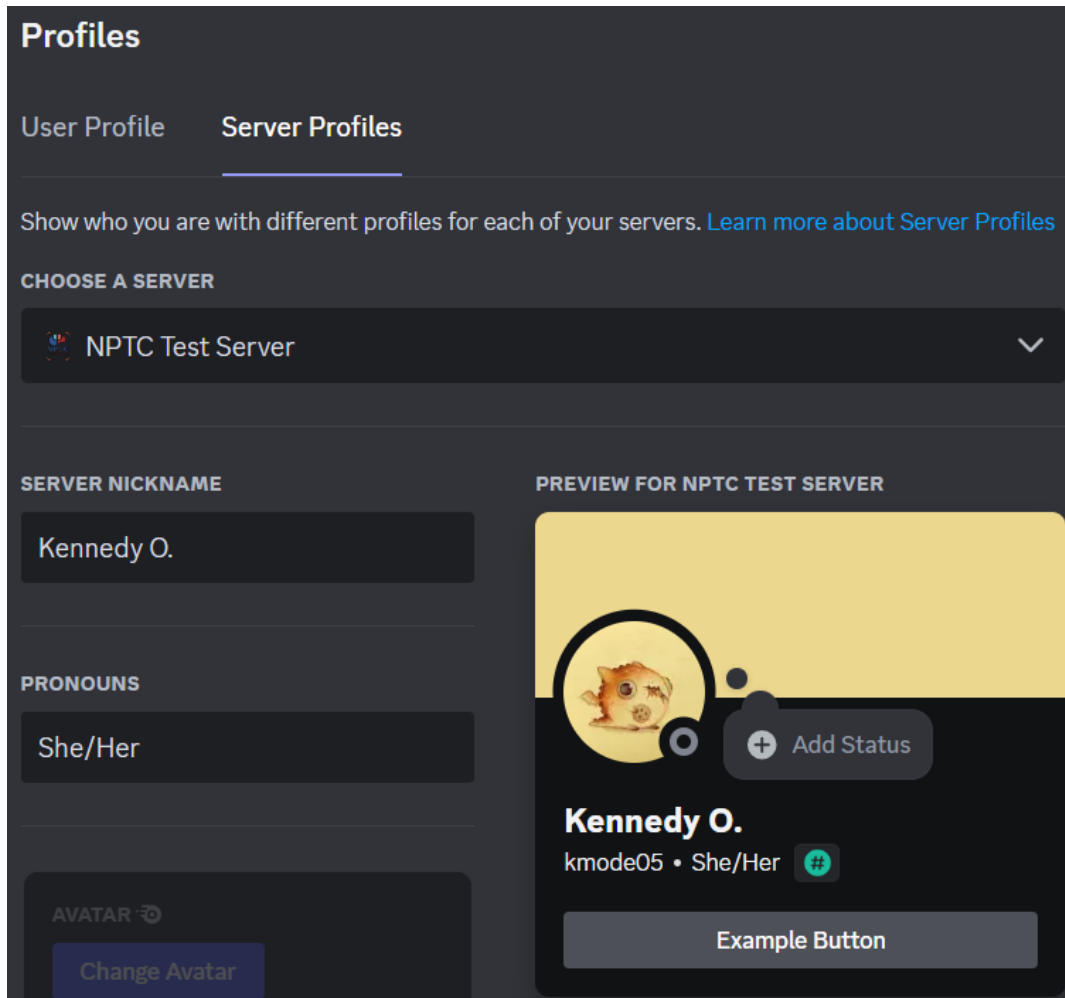 Profiles
User Profile Server Profiles
Show who you are with different profiles for each of your servers. Learn more about Server Profiles
CHOOSE A SERVER
NPTC Test Server
SERVER NICKNAME
Kennedy O.
PRONOUNS
She/Her
AVATAR
Change Avatar
PREVIEW FOR NPTC TEST SERVER
Add Status
Kennedy O.
kmode05 • She/Her #
Example Button